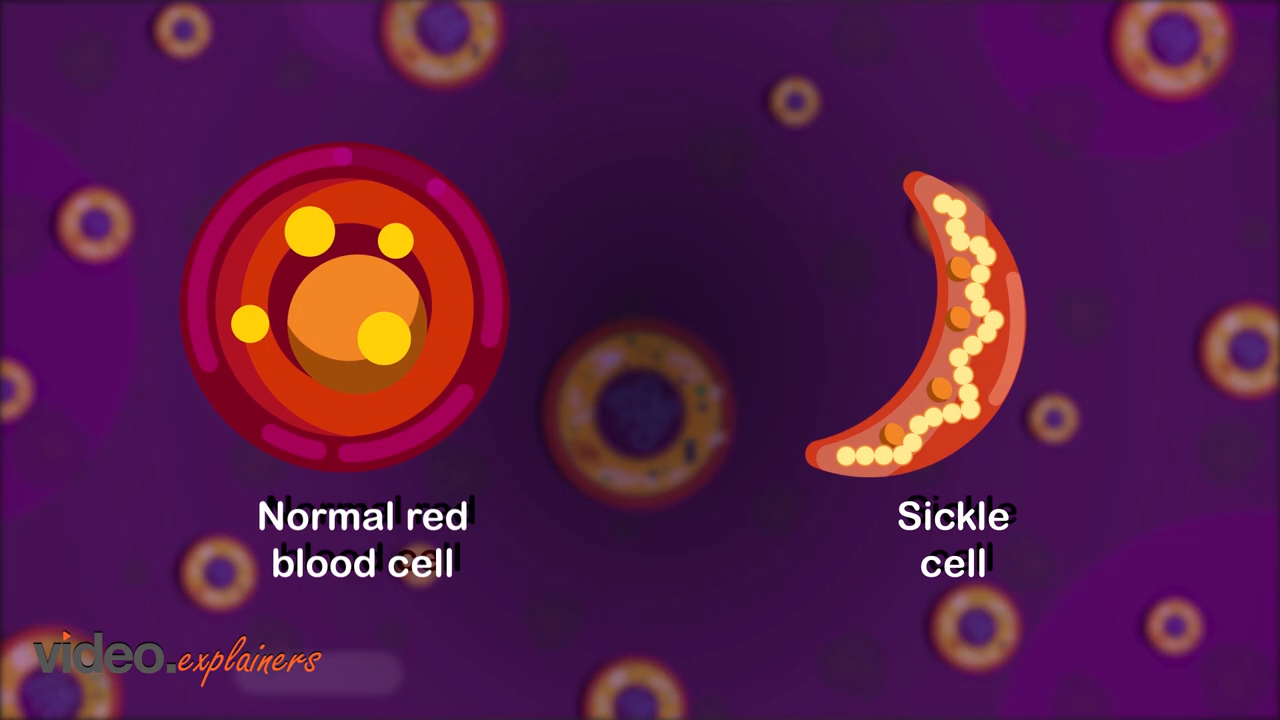 Normal red
blood cell
Sickle
cell
video.explainers